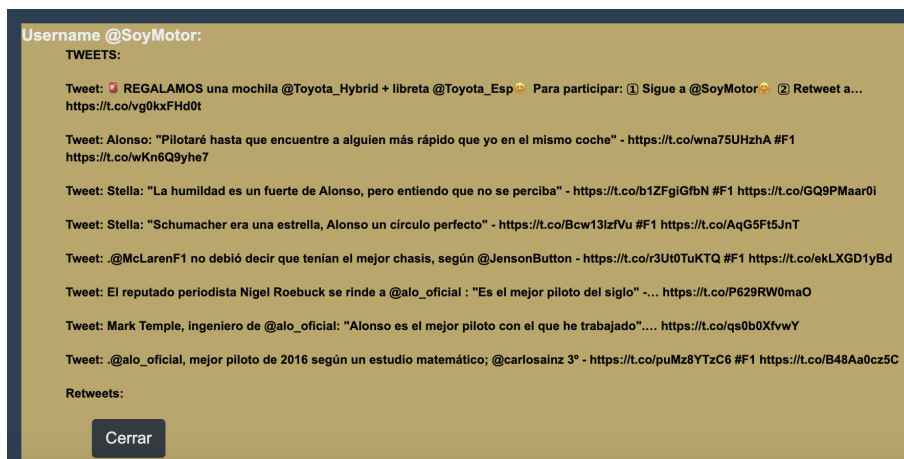 Username @SoyMotor:
TWEETS:
Tweet: 🚨 REGALAMOS una mochila @Toyota_Hybrid + libreta @Toyota_Esp😊 Para participar: 1️⃣ Sigue a @SoyMotor🤗 2️⃣ Retweet a…
https://t.co/vg0kxFHd0t
Tweet: Alonso: "Pilotaré hasta que encuentre a alguien más rápido que yo en el mismo coche" - https://t.co/wna75UHzhA #F1
https://t.co/wKn6Q9yhe7
Tweet: Stella: "La humildad es un fuerte de Alonso, pero entiendo que no se perciba" - https://t.co/b1ZFgiGfbN #F1 https://t.co/GQ9PMaar0i
Tweet: Stella: "Schumacher era una estrella, Alonso un círculo perfecto" - https://t.co/Bcw13lzfVu #F1 https://t.co/AqG5Ft5JnT
Tweet: .@McLarenF1 no debió decir que tenían el mejor chasis, según @JensonButton - https://t.co/r3Ut0TuKTQ #F1 https://t.co/ekLXGD1yBd
Tweet: El reputado periodista Nigel Roebuck se rinde a @alo_oficial : "Es el mejor piloto del siglo" -… https://t.co/P629RW0maO
Tweet: Mark Temple, ingeniero de @alo_oficial: "Alonso es el mejor piloto con el que he trabajado".… https://t.co/qs0b0XfvwY
Tweet: .@alo_oficial, mejor piloto de 2016 según un estudio matemático; @carlosainz 3º - https://t.co/puMz8YTzC6 #F1 https://t.co/B48Aa0cz5C
Retweets:
Cerrar